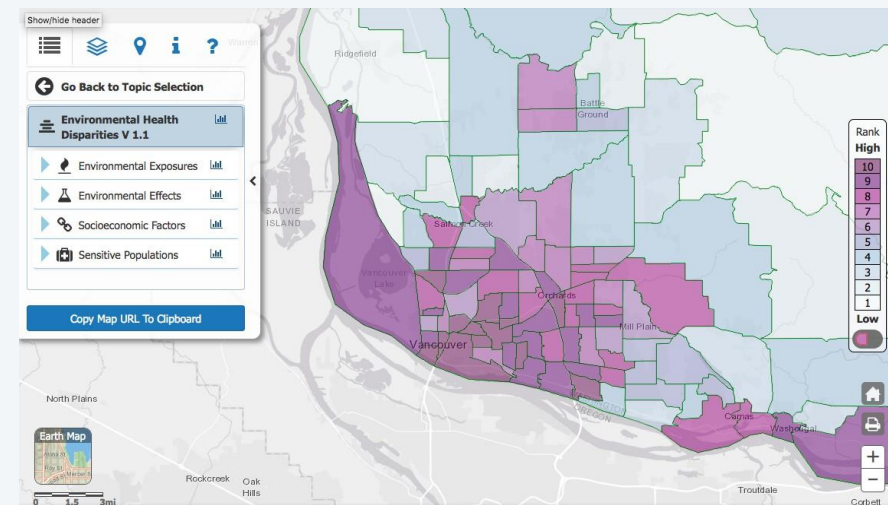 Show/hide header
Go Back to Topic Selection
Environmental Health
Disparities V 1.1
Environmental Exposures
Environmental Effects
Socioeconomic Factors
Sensitive Populations
Copy Map URL To Clipboard
Ridgefield
Battle
Ground
SAUVIE
ISLAND
Salmon Creek
Vancouver
Lake
Orchards
Mill Plain
Vancouver
WASHINGTON
OREGON
Camas
Washougal
North Plains
Earth Map
Rockcreek
Oak
Hills
Troutdale
Corbett
0 1.5 3mi
Rank
High
10
9
8
7
6
5
4
3
2
1
Low
+
−